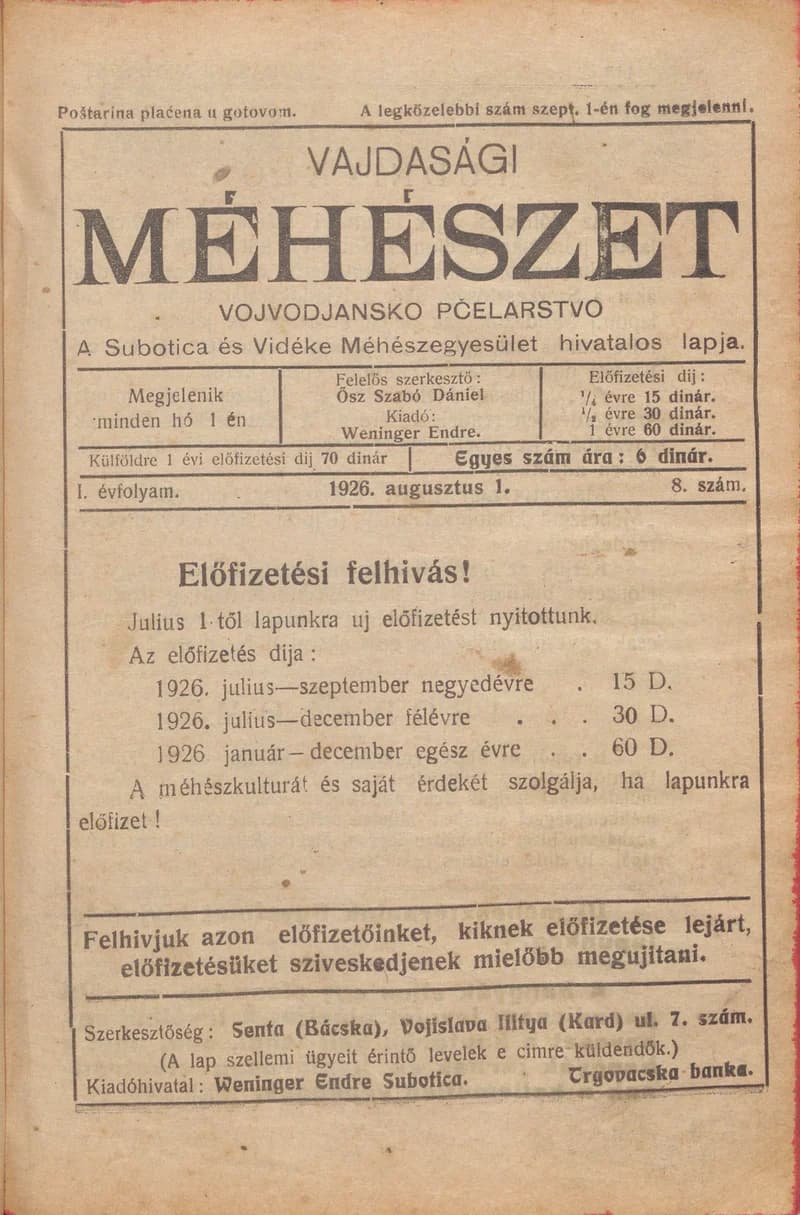 Poštarina plaćena u gotovom. A legközelebbi szám szept. 1-én fog megjelenni.
VAJDASÁGI
MÉHÉSZET
VOJVODJANSKO PČELARSTVO
A Subotica és Vidéke Méhészegyesület hivatalos lapja.
Megjelenik
minden hó 1 én
Felelős szerkesztő:
Ősz Szabó Dániel
Kiadó:
Weninger Endre.
Előfizetési dij:
1/4 évre 15 dinár.
1/2 évre 30 dinár.
1 évre 60 dinár.
Külföldre 1 évi előfizetési dij 70 dinár
Egyes szám ára: 6 dinár.
I. évfolyam. 1926. augusztus 1. 8. szám.
Előfizetési felhivás!
Julius 1-től lapunkra uj előfizetést nyitottunk.
Az előfizetés dija:
1926. julius—szeptember negyedévre . 15 D.
1926. julius—december félévre . . . 30 D.
1926 január—december egész évre . . 60 D.
A méhészkulturát és saját érdekét szolgálja, ha lapunkra
előfizet!
Felhivjuk azon előfizetőinket, kiknek előfizetése lejárt,
előfizetésüket sziveskedjenek mielőbb megujitani.
Szerkesztőség: Senta (Bácska), Vojislava Ilitya (Kard) ul. 7. szám.
(A lap szellemi ügyeit érintő levelek e cimre küldendők.)
Kiadóhivatal: Weninger Endre Subotica. Trgovacska banka.